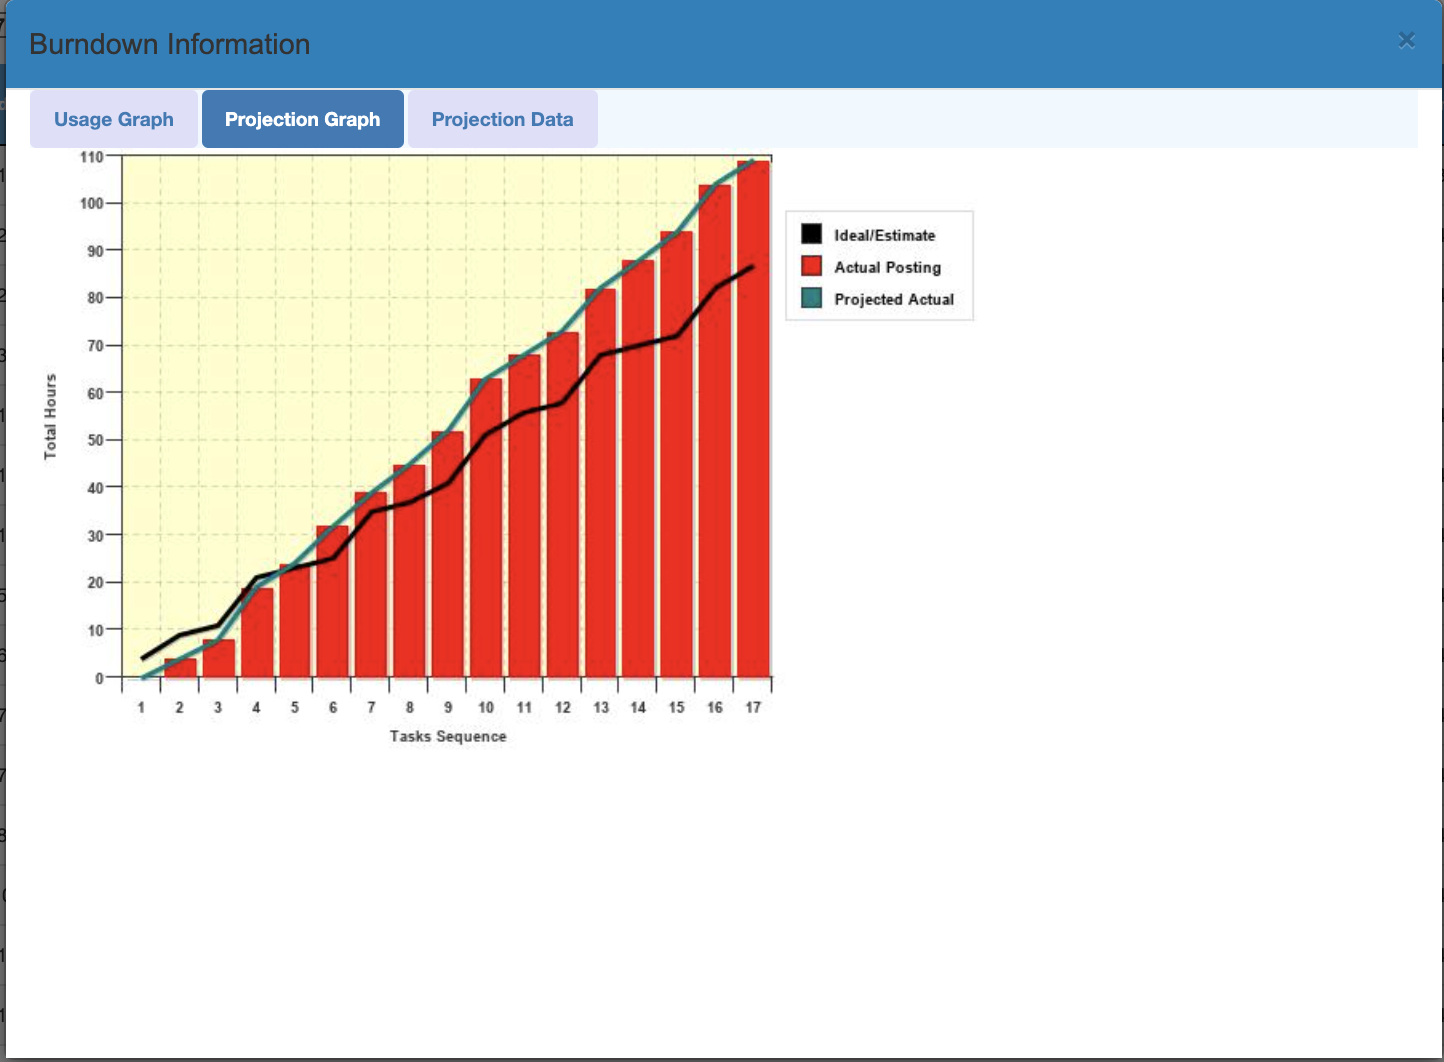 Burndown Information
×
Usage Graph
Projection Graph
Projection Data
110
100
90
80
70
60
50
40
30
20
10
0
Total Hours
1 2 3 4 5 6 7 8 9 10 11 12 13 14 15 16 17
Tasks Sequence
Ideal/Estimate
Actual Posting
Projected Actual